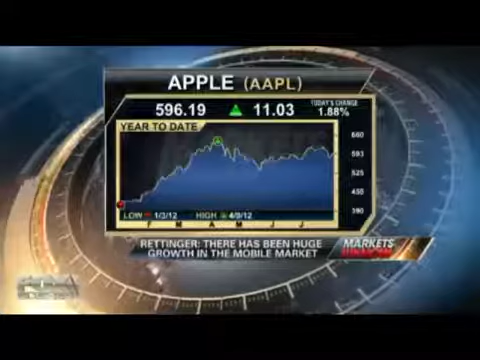 APPLE (AAPL)
596.19 11.03 TODAY'S CHANGE
1.88%
YEAR TO DATE
660
593
525
458
390
LOW 1/3/12 HIGH 4/9/12
F M A M J J
RETTINGER: THERE HAS BEEN HUGE
GROWTH IN THE MOBILE MARKET
MARKETS